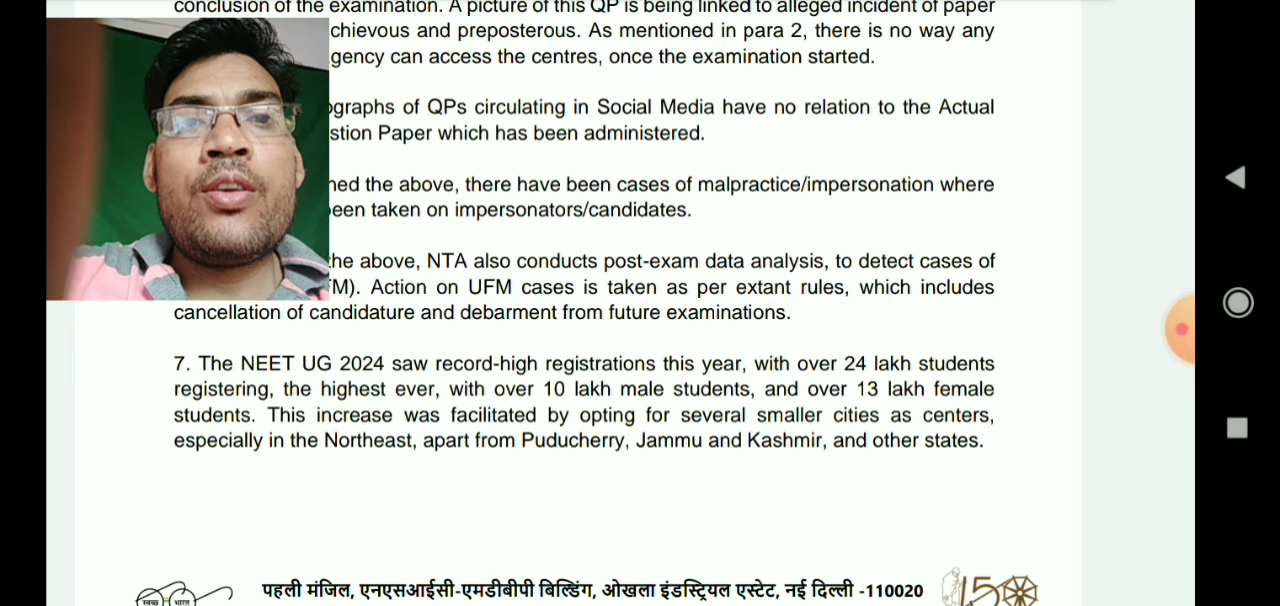 conclusion of the examination. A picture of this QP is being linked to alleged incident of paper
chievous and preposterous. As mentioned in para 2, there is no way any
gency can access the centres, once the examination started.
ographs of QPs circulating in Social Media have no relation to the Actual
stion Paper which has been administered.
ned the above, there have been cases of malpractice/impersonation where
been taken on impersonators/candidates.
the above, NTA also conducts post-exam data analysis, to detect cases of
FM). Action on UFM cases is taken as per extant rules, which includes
cancellation of candidature and debarment from future examinations.
7. The NEET UG 2024 saw record-high registrations this year, with over 24 lakh students
registering, the highest ever, with over 10 lakh male students, and over 13 lakh female
students. This increase was facilitated by opting for several smaller cities as centers,
especially in the Northeast, apart from Puducherry, Jammu and Kashmir, and other states.
पहली मंजिल, एनएसआईसी-एमडीबीपी बिल्डिंग, ओखला इंडस्ट्रियल एस्टेट, नई दिल्ली -110020
स्वच्छ भारत
150